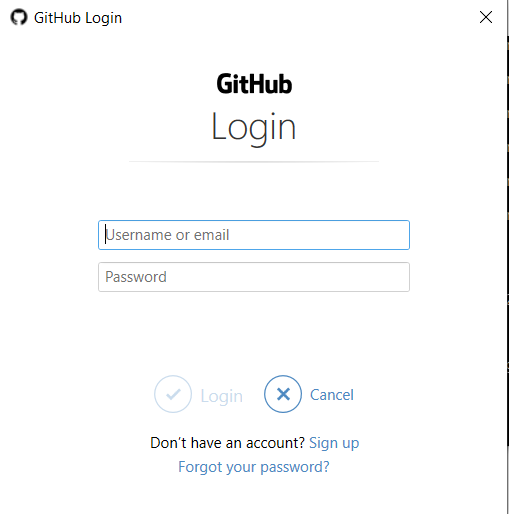 GitHub Login
GitHub
Login
Username or email
Password
Login
Cancel
Don't have an account? Sign up
Forgot your password?